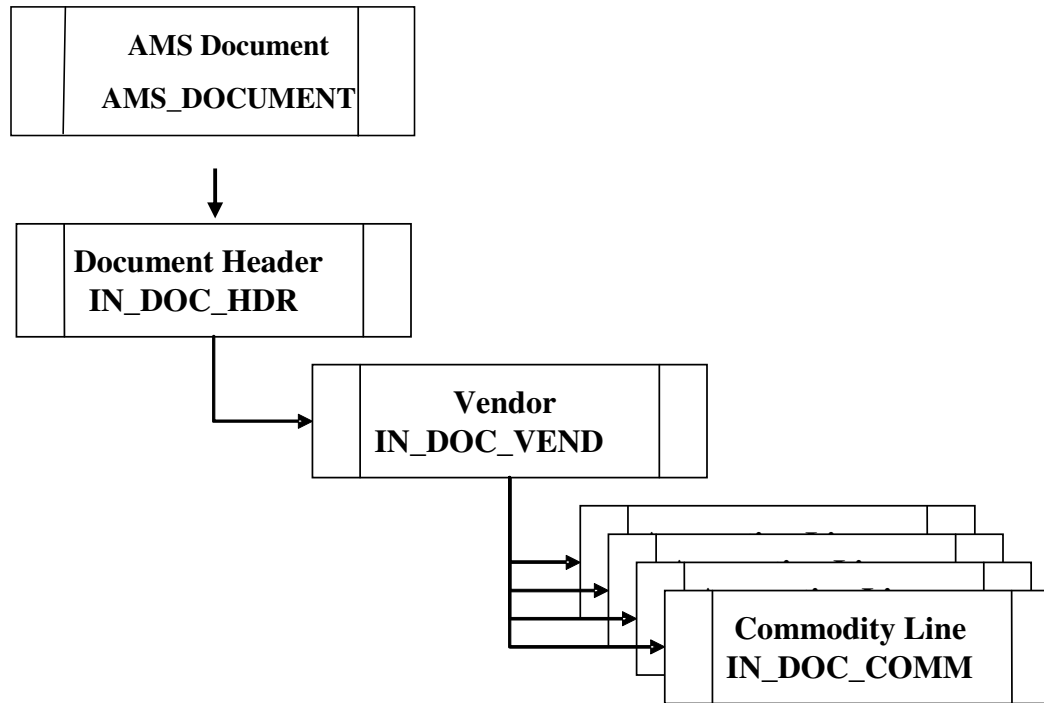 AMS Document
AMS_DOCUMENT
Document Header
IN_DOC_HDR
Vendor
IN_DOC_VEND
Commodity Line
IN_DOC_COMM